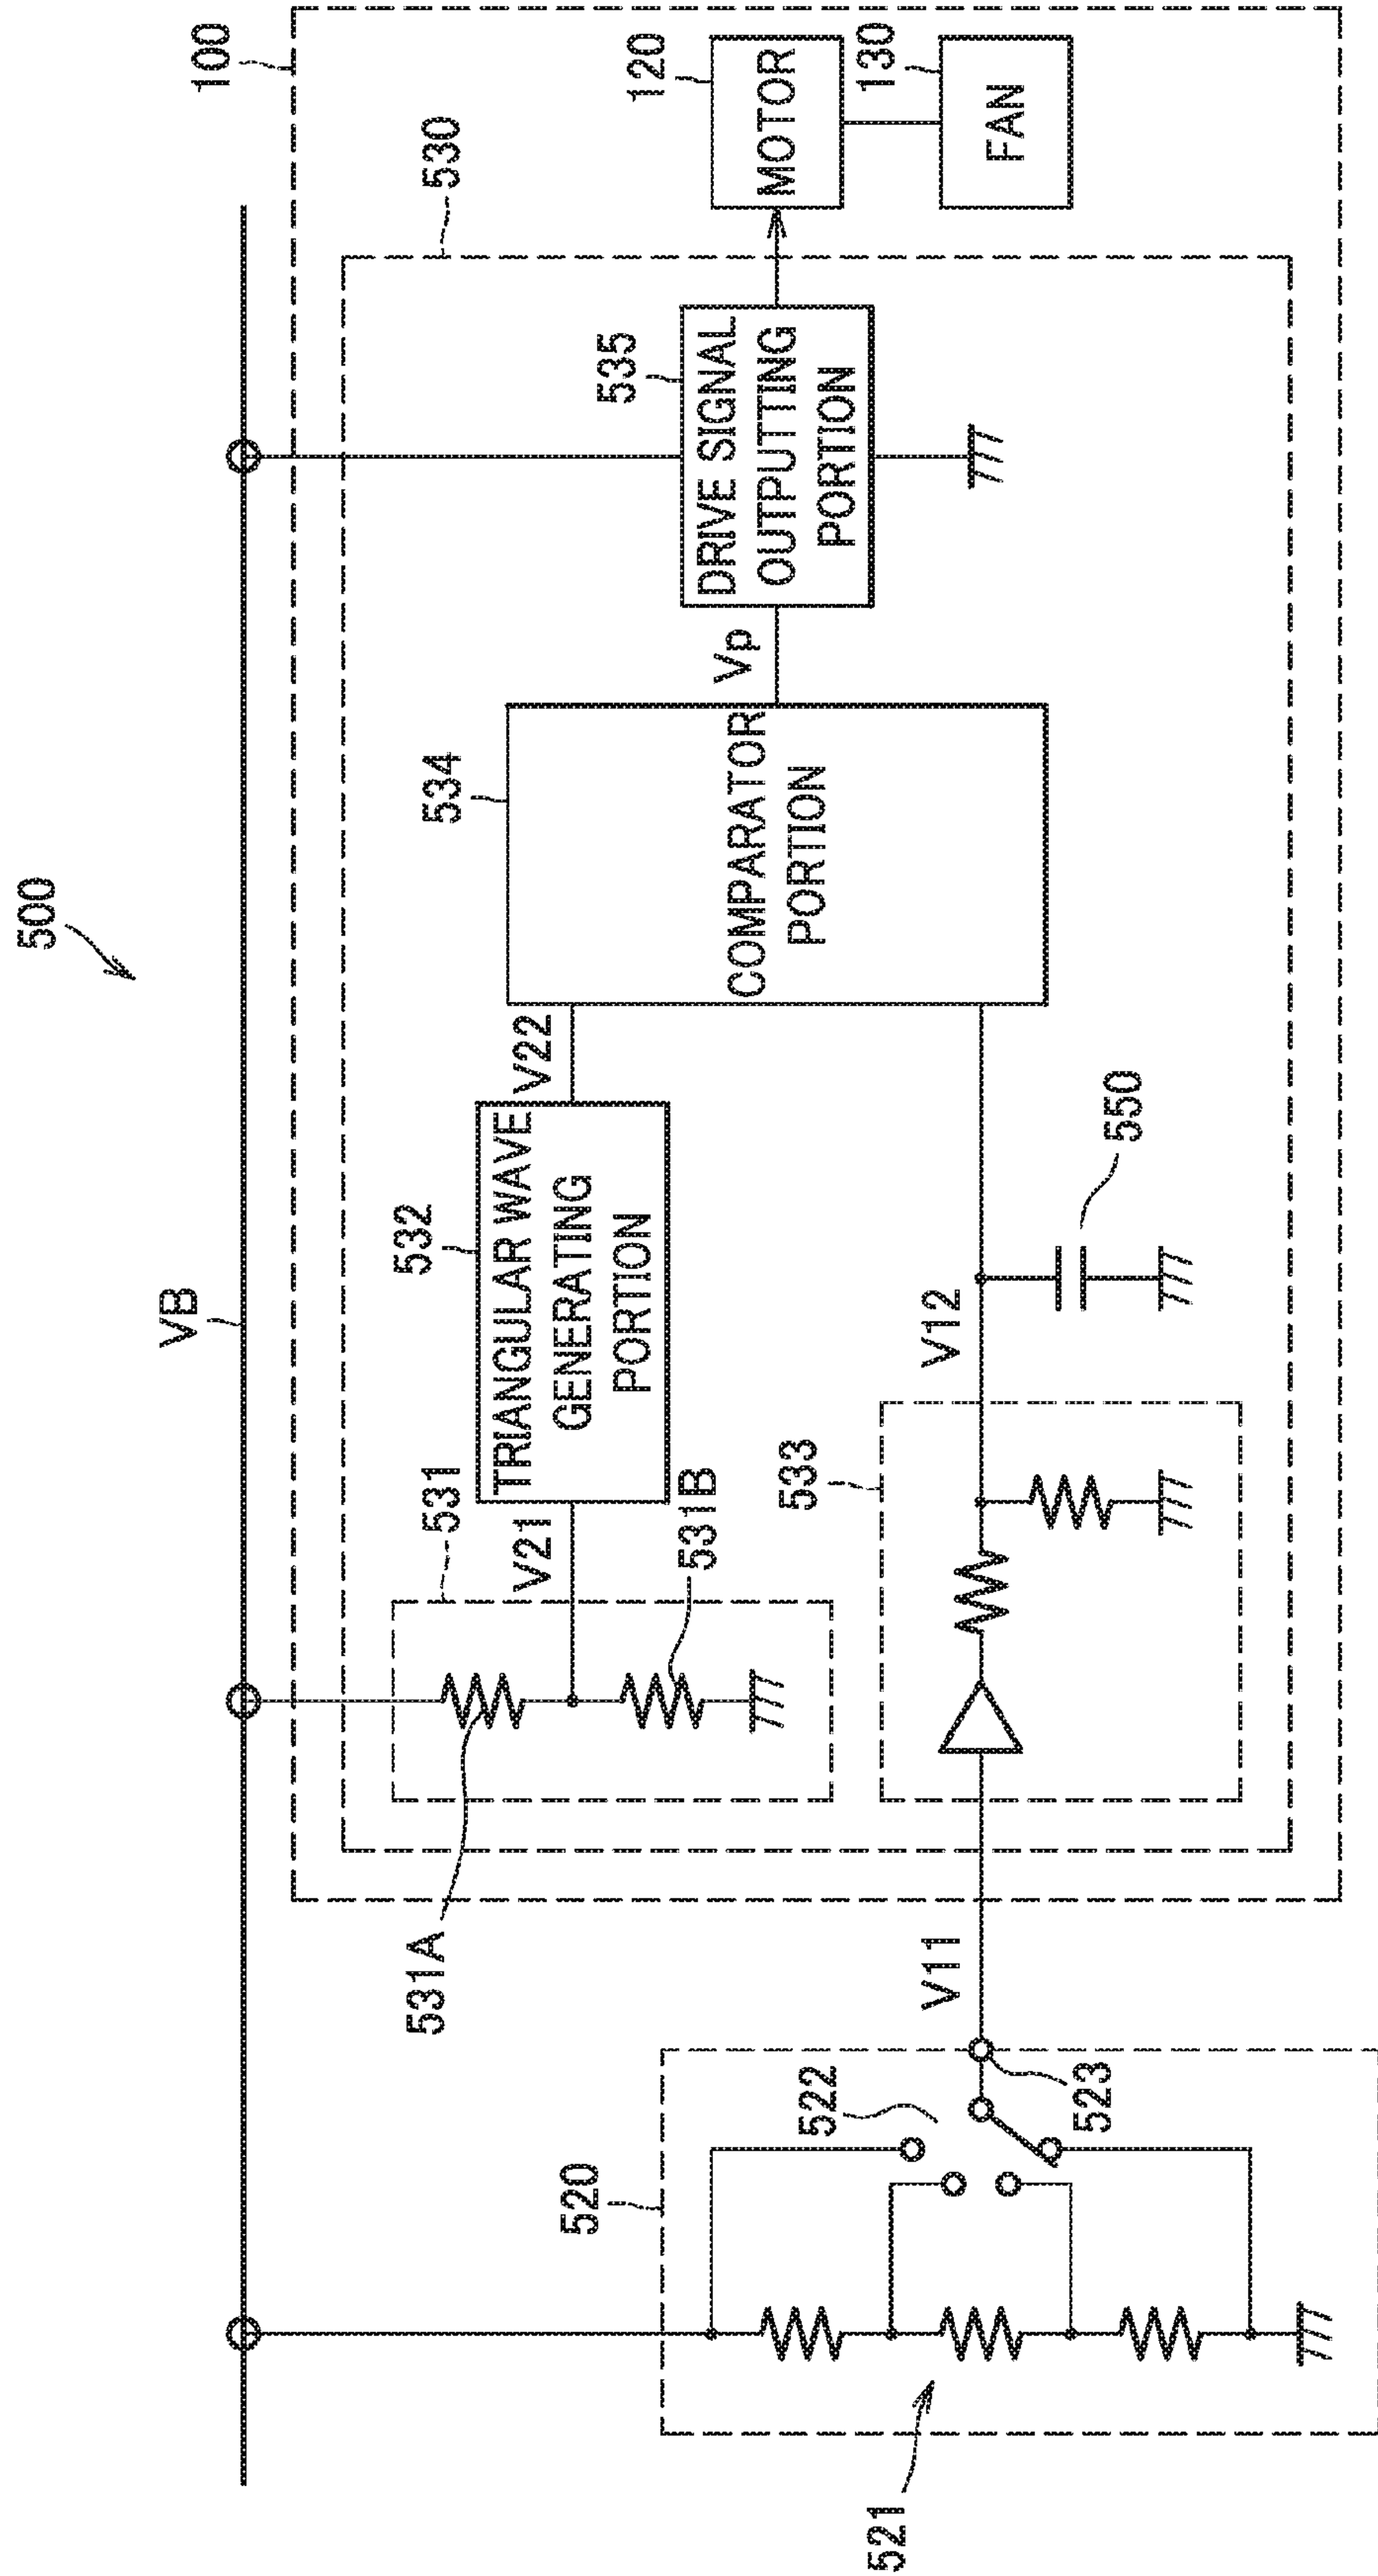 500
VB
100
530
531
532
534
535
120
MOTOR
130
FAN
DRIVE SIGNAL
OUTPUTTING
PORTION
Vp
COMPARATOR
PORTION
V22
TRIANGULAR WAVE
GENERATING
PORTION
V21
531A
531B
533
V12
550
V11
520
522
523
521